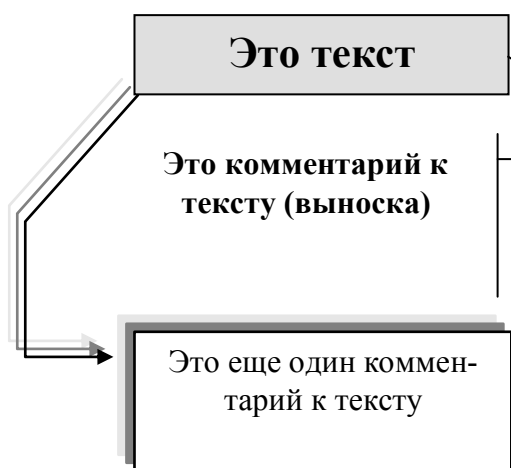 Это текст
Это комментарий к
тексту (выноска)
Это еще один коммен-
тарий к тексту